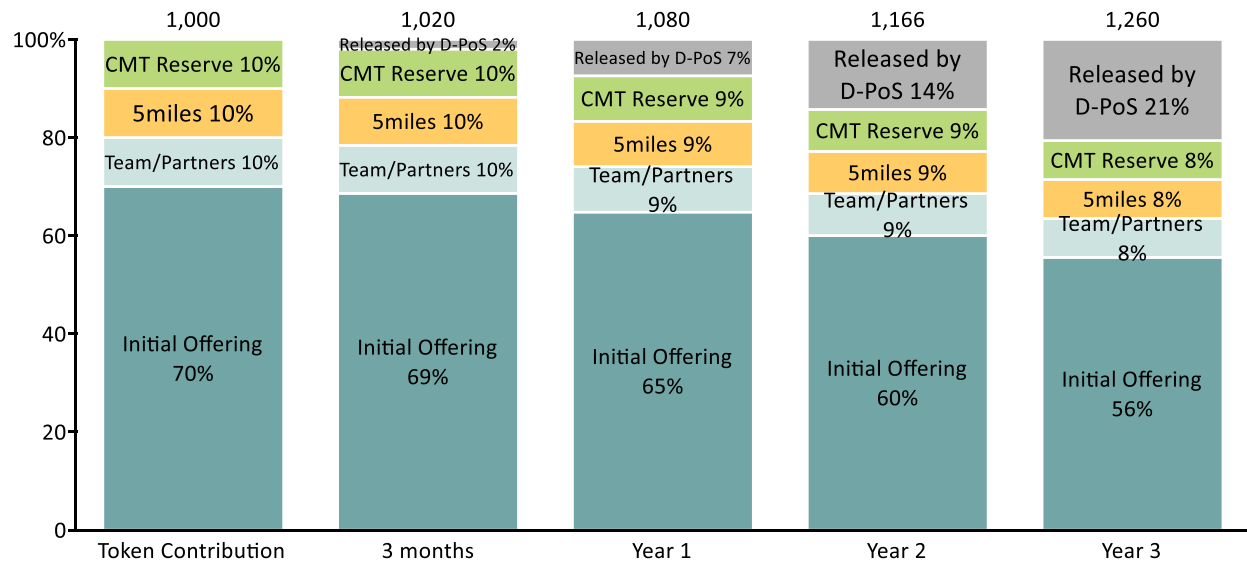 1,000
1,020
1,080
1,166
1,260
100%
80
60
40
20
0
CMT Reserve 10%
5miles 10%
Team/Partners 10%
Initial Offering
70%
Released by D-PoS 2%
CMT Reserve 10%
5miles 10%
Team/Partners 10%
Initial Offering
69%
Released by D-PoS 7%
CMT Reserve 9%
5miles 9%
Team/Partners
9%
Initial Offering
65%
Released by
D-PoS 14%
CMT Reserve 9%
5miles 9%
Team/Partners
9%
Initial Offering
60%
Released by
D-PoS 21%
CMT Reserve 8%
5miles 8%
Team/Partners
8%
Initial Offering
56%
Token Contribution
3 months
Year 1
Year 2
Year 3